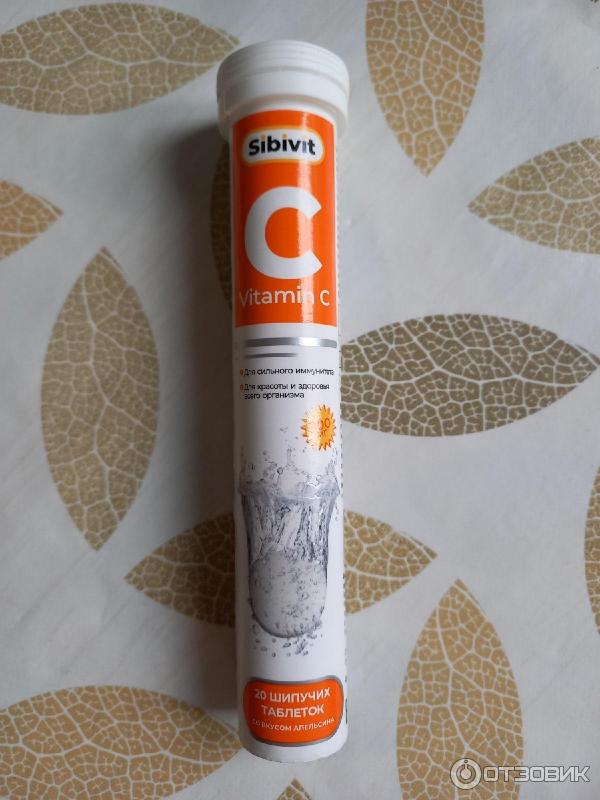 Sibivit
C
Vitamin C
Для сильного иммунитета
Для красоты и здоровья
всего организма
20 ШИПУЧИХ
ТАБЛЕТОК
СО ВКУСОМ АПЕЛЬСИНА
ОТЗОВИК